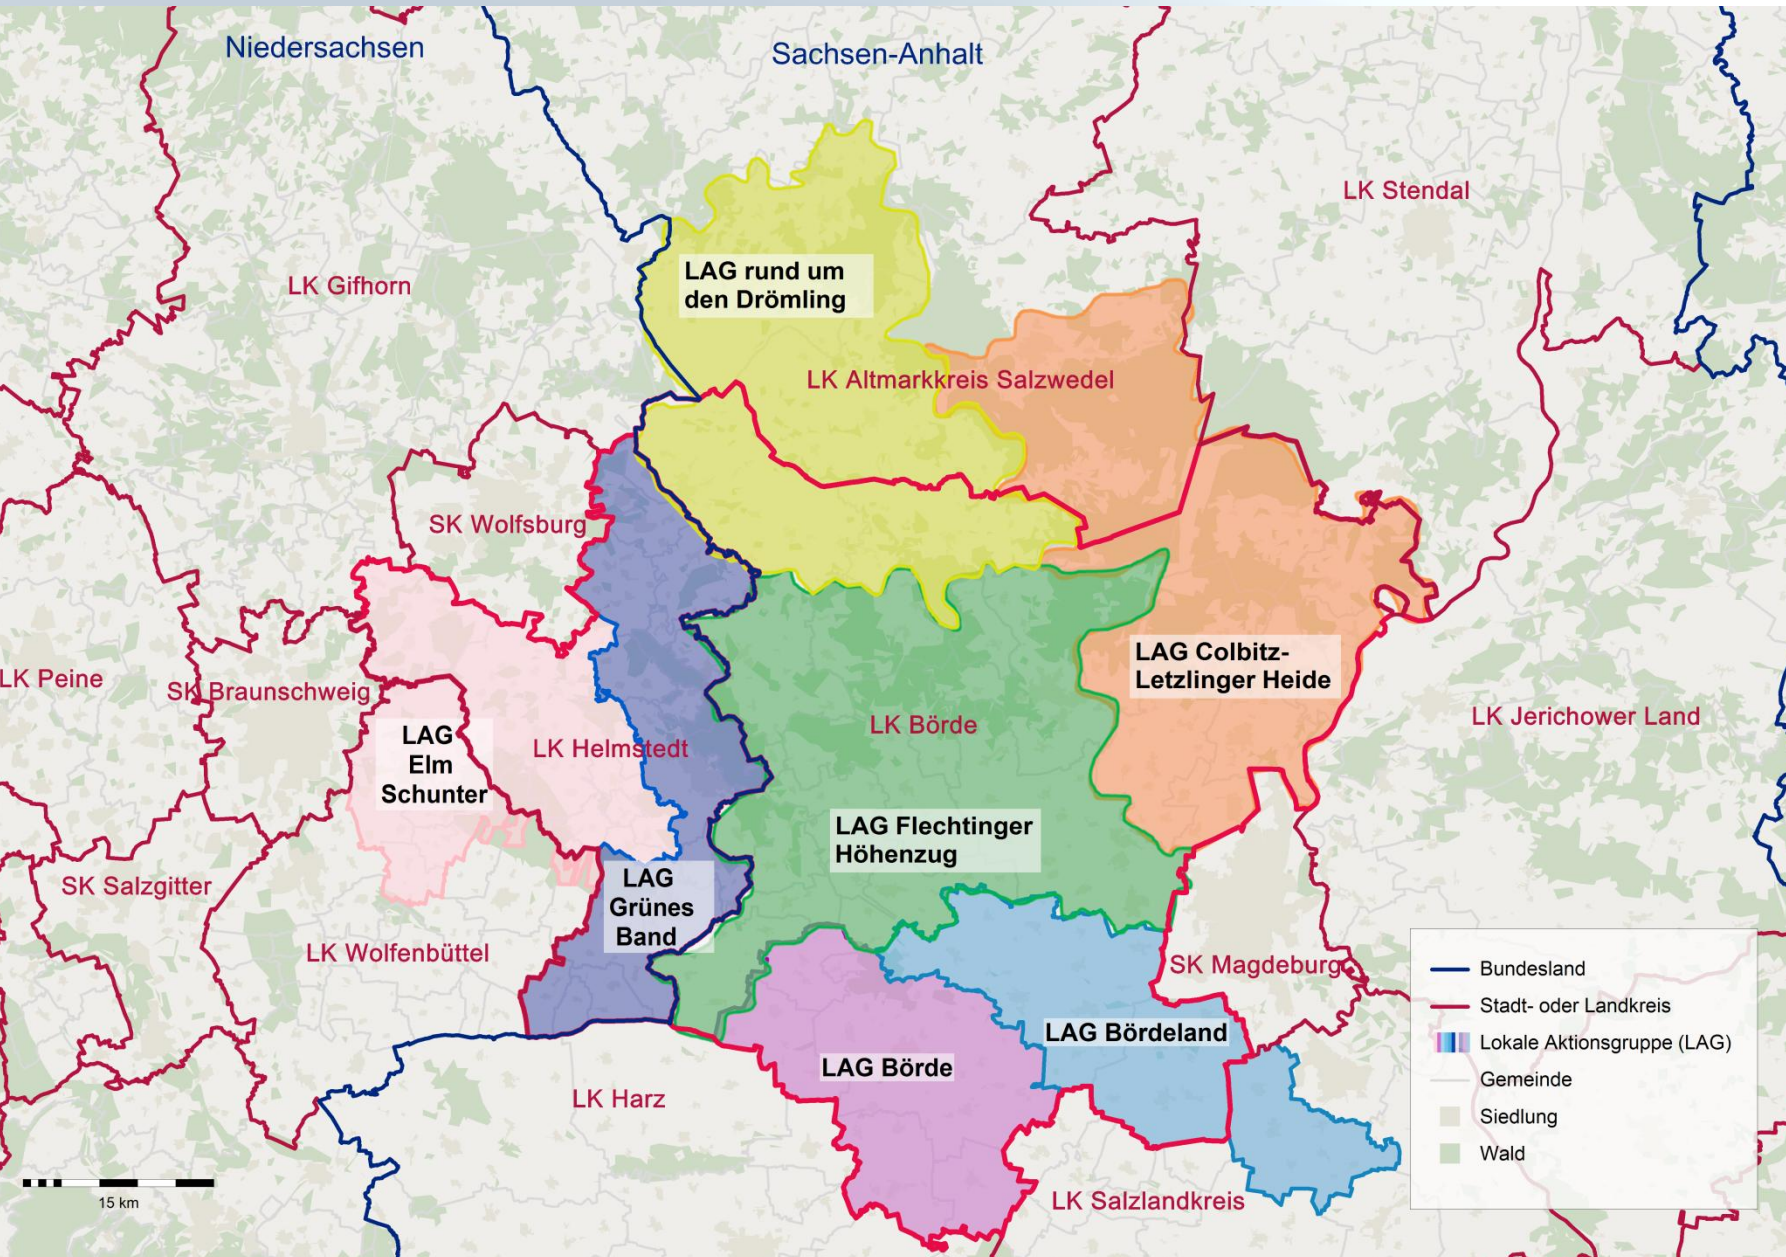 Niedersachsen
Sachsen-Anhalt
LK Stendal
LAG rund um
den Drömling
LK Gifhorn
LK Altmarkkreis Salzwedel
SK Wolfsburg
LAG Colbitz-
Letzlinger Heide
LK Peine
SK Braunschweig
LK Jerichower Land
LK Börde
LAG
Elm
Schunter
LK Helmstedt
LAG Flechtinger
Höhenzug
SK Salzgitter
LAG
Grünes
Band
LK Wolfenbüttel
SK Magdeburg
LAG Bördeland
LAG Börde
LK Harz
LK Salzlandkreis
15 km
Bundesland
Stadt- oder Landkreis
Lokale Aktionsgruppe (LAG)
Gemeinde
Siedlung
Wald